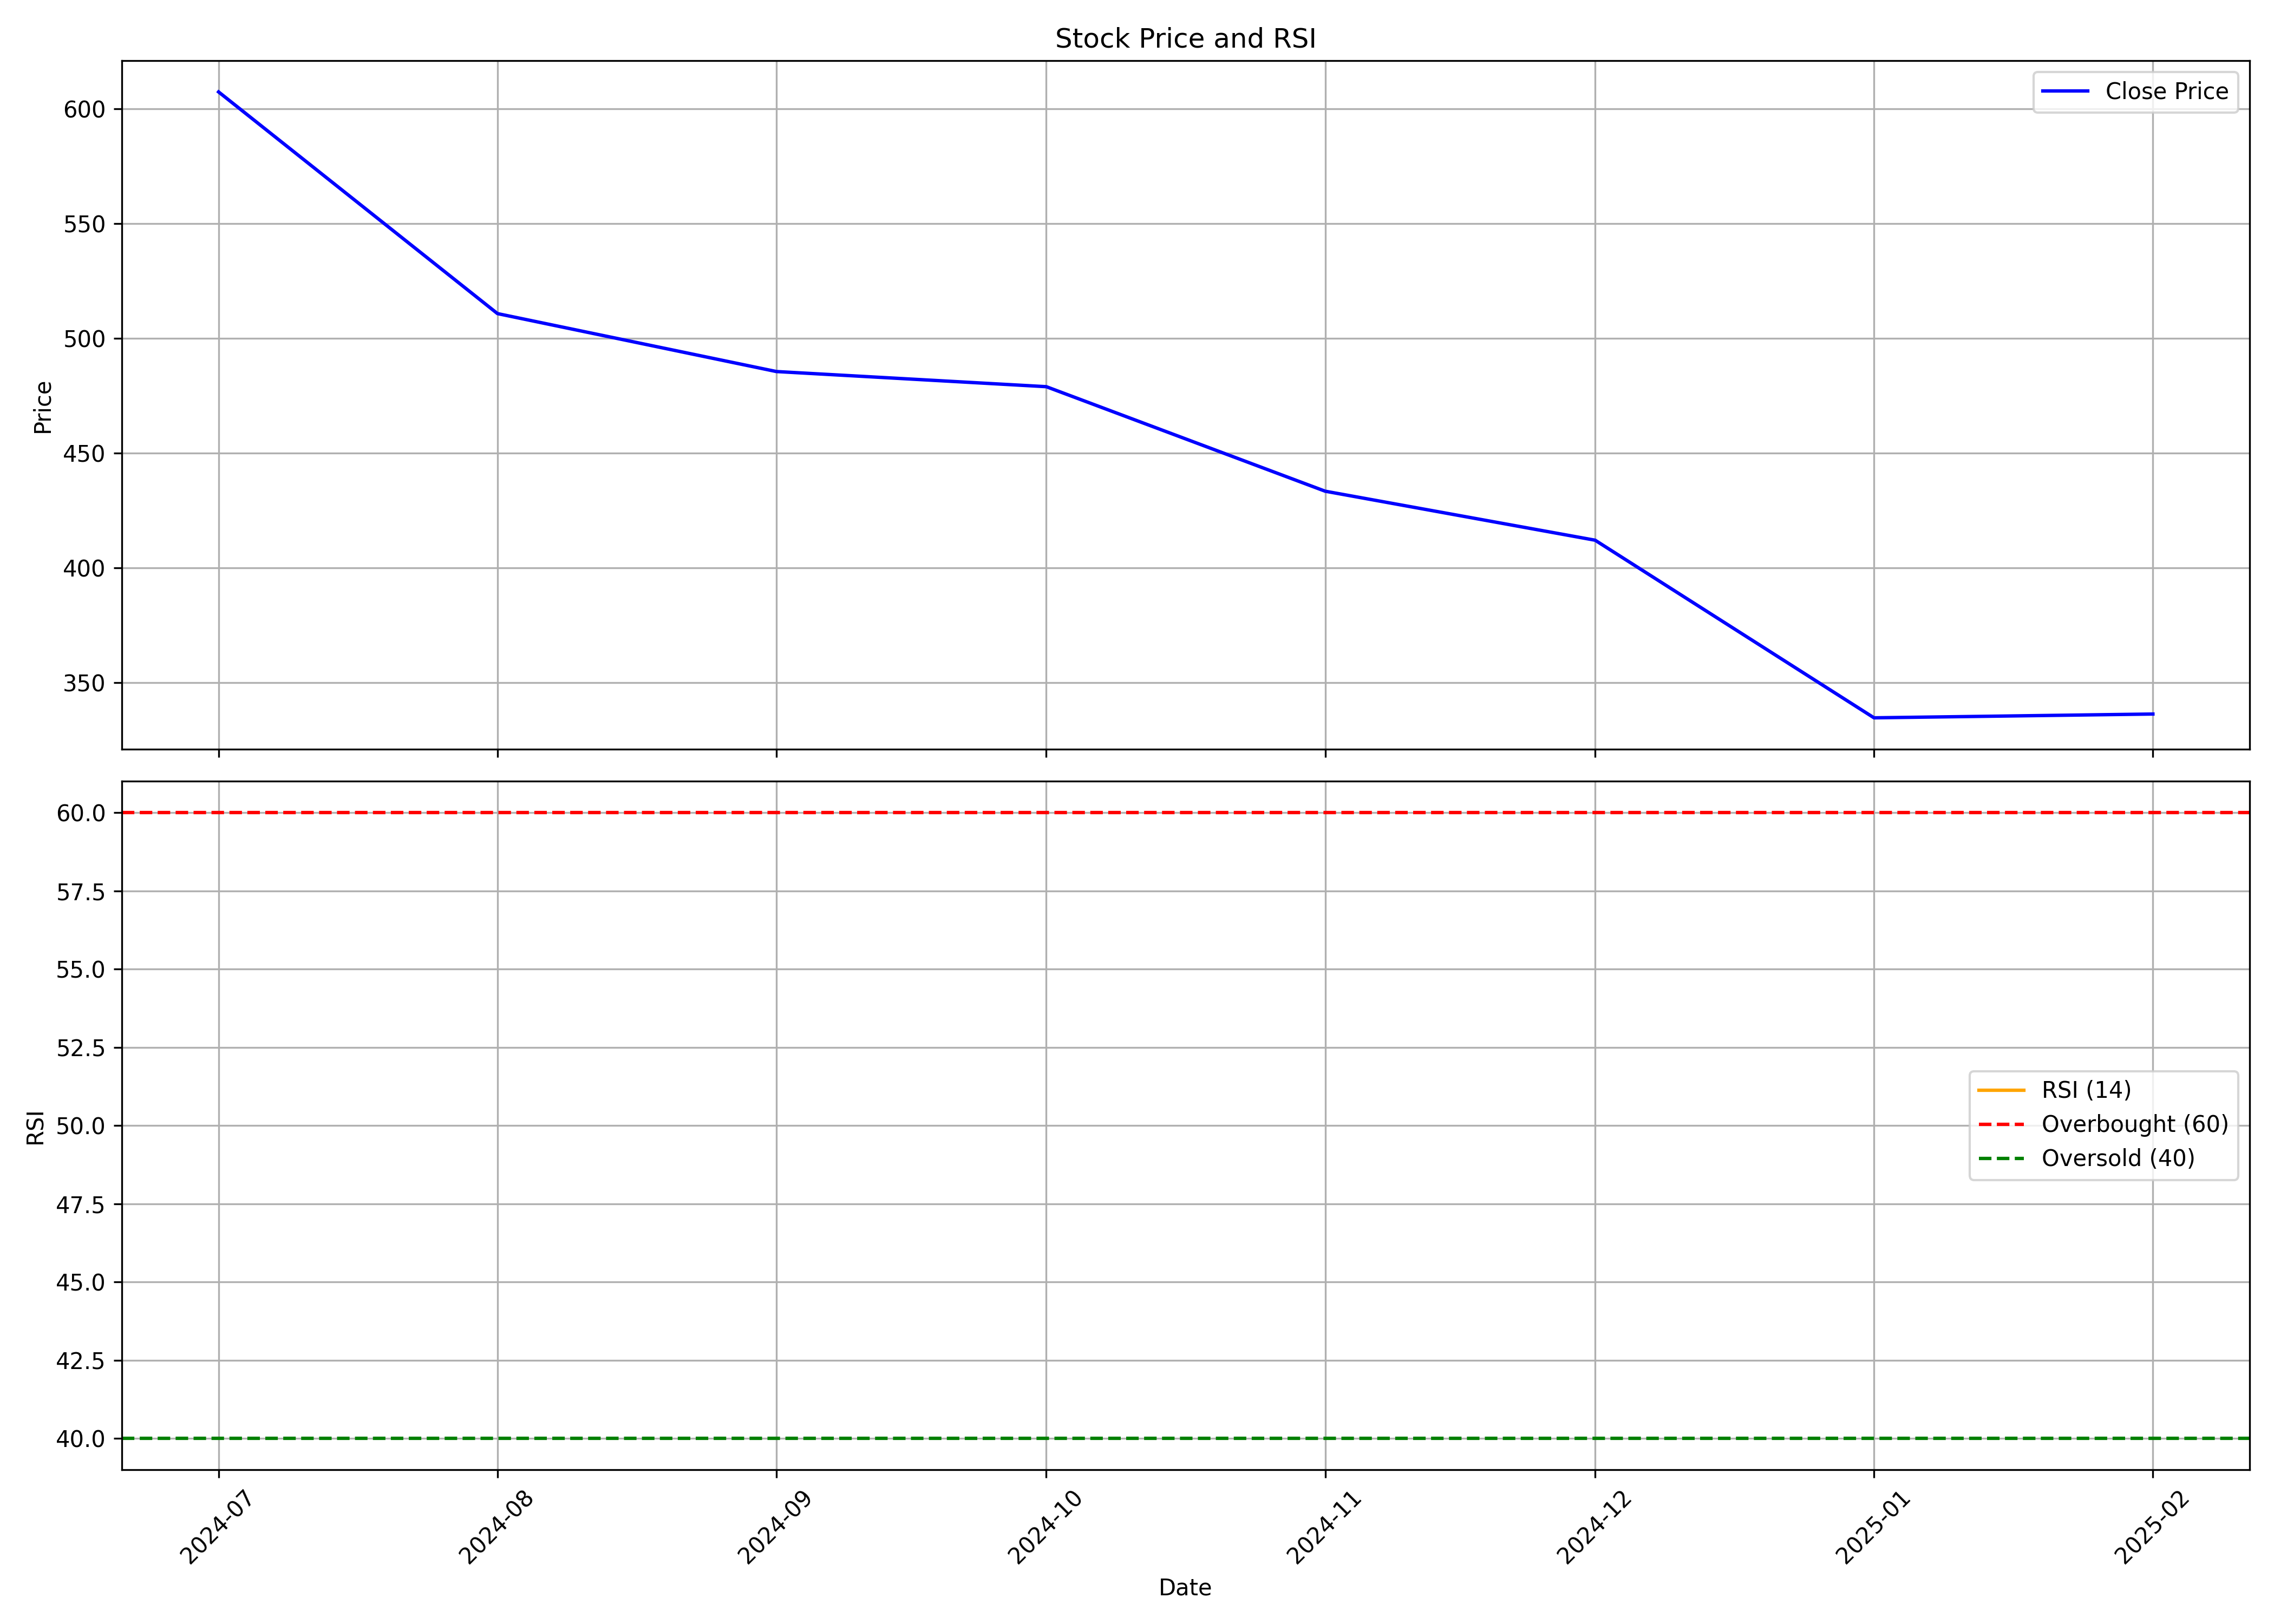 Stock Price and RSI
Close Price
600
550
500
450
400
350
Price
60.0
57.5
55.0
52.5
50.0
47.5
45.0
42.5
40.0
RSI
RSI (14)
Overbought (60)
Oversold (40)
2024-07
2024-08
2024-09
2024-10
2024-11
2024-12
2025-01
2025-02
Date